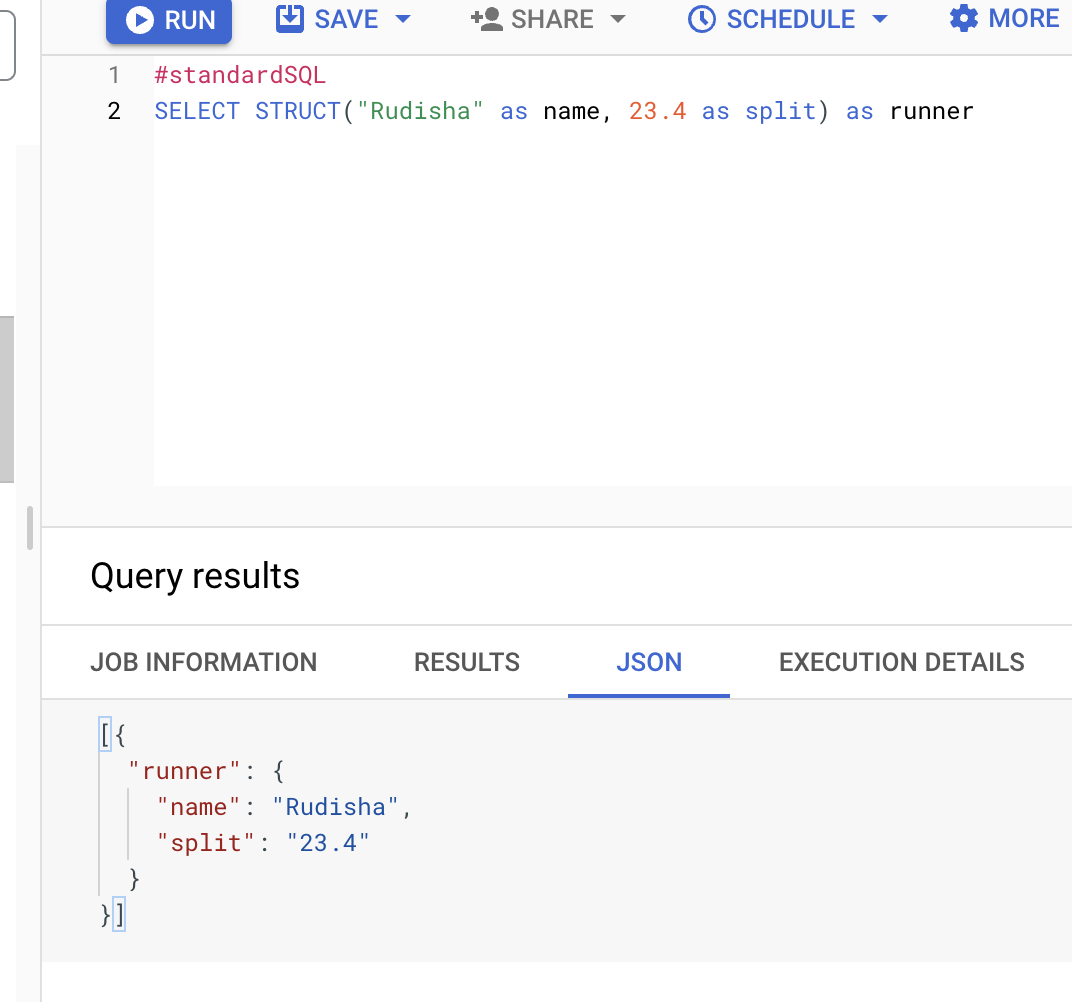 RUN SAVE SHARE SCHEDULE MORE
1 #standardSQL
2 SELECT STRUCT("Rudisha" as name, 23.4 as split) as runner
Query results
JOB INFORMATION RESULTS JSON EXECUTION DETAILS
[{
"runner": {
"name": "Rudisha",
"split": "23.4"
}
}]